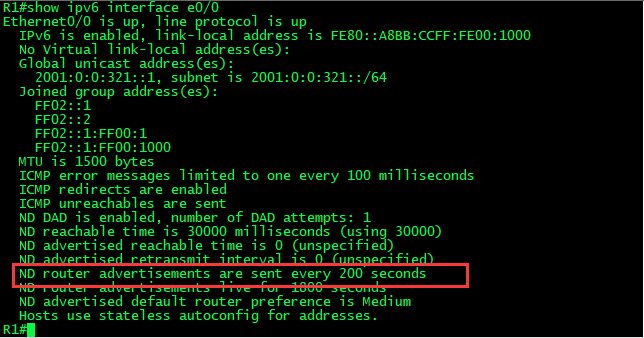 R1#show ipv6 interface e0/0
Ethernet0/0 is up, line protocol is up
IPv6 is enabled, link-local address is FE80::A8BB:CCFF:FE00:1000
No Virtual link-local address(es):
Global unicast address(es):
2001:0:0:321::1, subnet is 2001:0:0:321::/64
Joined group address(es):
FF02::1
FF02::2
FF02::1:FF00:1
FF02::1:FF00:1000
MTU is 1500 bytes
ICMP error messages limited to one every 100 milliseconds
ICMP redirects are enabled
ICMP unreachables are sent
ND DAD is enabled, number of DAD attempts: 1
ND reachable time is 30000 milliseconds (using 30000)
ND advertised reachable time is 0 (unspecified)
ND advertised retransmit interval is 0 (unspecified)
ND router advertisements are sent every 200 seconds
ND router advertisements live for 1800 seconds
ND advertised default router preference is Medium
Hosts use stateless autoconfig for addresses.
R1#